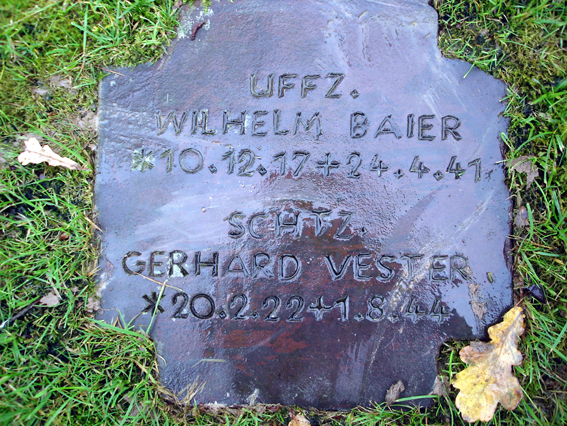 UFFZ.
WILHELM BAIER
*10.12.17+24.4.41.
SCHTZ.
GERHARD VESTER.
*20.2.22+1.8.44